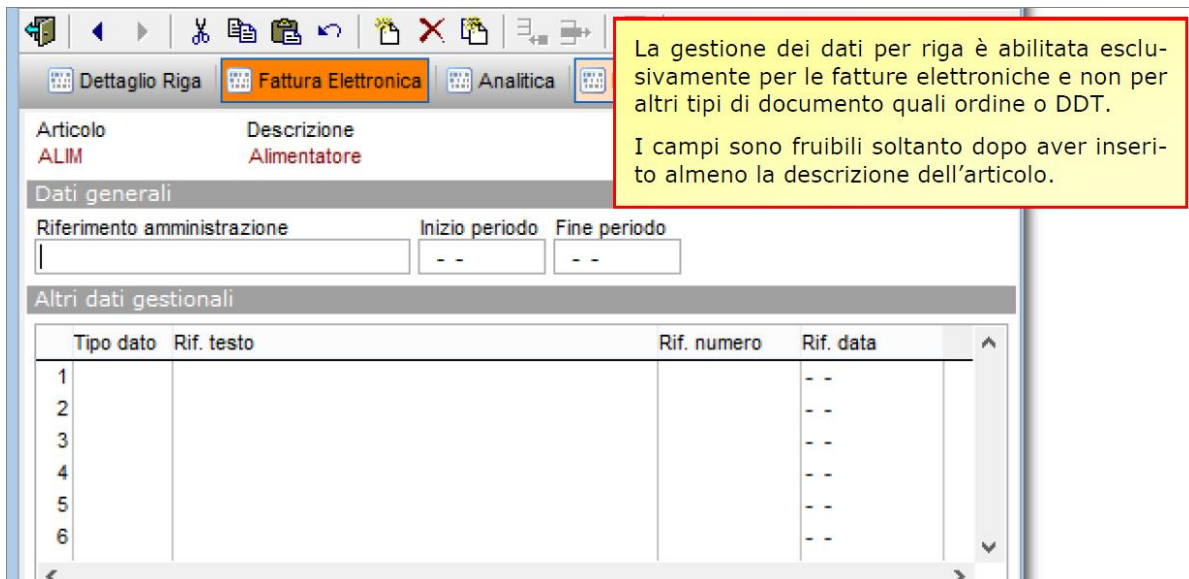 La gestione dei dati per riga è abilitata esclu-
sivamente per le fatture elettroniche e non per
altri tipi di documento quali ordine o DDT.
I campi sono fruibili soltanto dopo aver inseri-
to almeno la descrizione dell'articolo.
Dettaglio Riga Fattura Elettronica Analitica
Articolo Descrizione
ALIM Alimentatore
Dati generali
Riferimento amministrazione Inizio periodo Fine periodo
- - - -
Altri dati gestionali
Tipo dato Rif. testo Rif. numero Rif. data
1 - -
2 - -
3 - -
4 - -
5 - -
6 - -